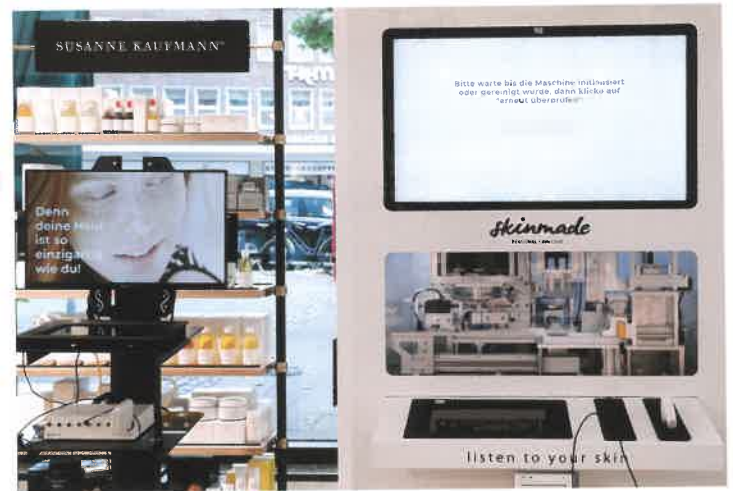 SUSANNE KAUFMANN
Denn
deine Haut
ist so
einzigartig
wie du!
Bitte warte bis die Maschine initialisiert
oder gereinigt wurde, dann klicke auf
"erneut überprüfen"
skinmade
listen to your skin